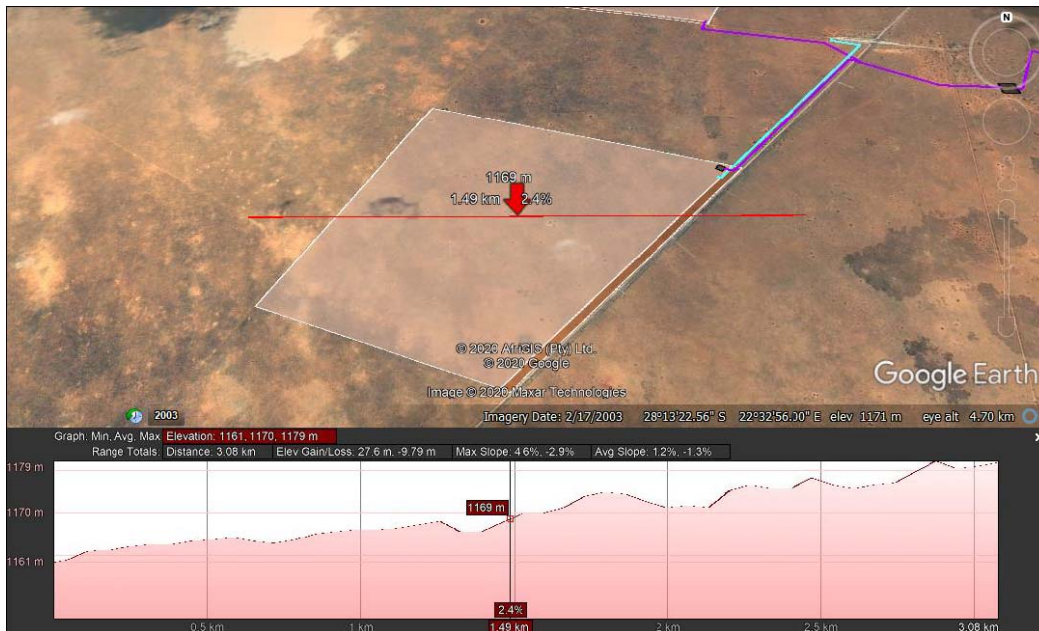 N
1169 m
1.49 km 2.4%
© 2020 AfriGIS (Pty) Ltd.
© 2020 Google
Image © 2020 Maxar Technologies
Google Earth
2003
Imagery Date: 2/17/2003 28°13'22.56" S 22°32'56.00" E elev 1171 m eye alt 4.70 km
Graph: Min, Avg, Max Elevation: 1161, 1170, 1179 m
Range Totals: Distance: 3.08 km Elev Gain/Loss: 27.6 m, -9.79 m Max Slope: 4.6%, -2.9% Avg Slope: 1.2%, -1.3%
1179 m
1169 m
1170 m
1161 m
2.4%
0.5 km 1 km 1.49 km 2 km 2.5 km 3.08 km